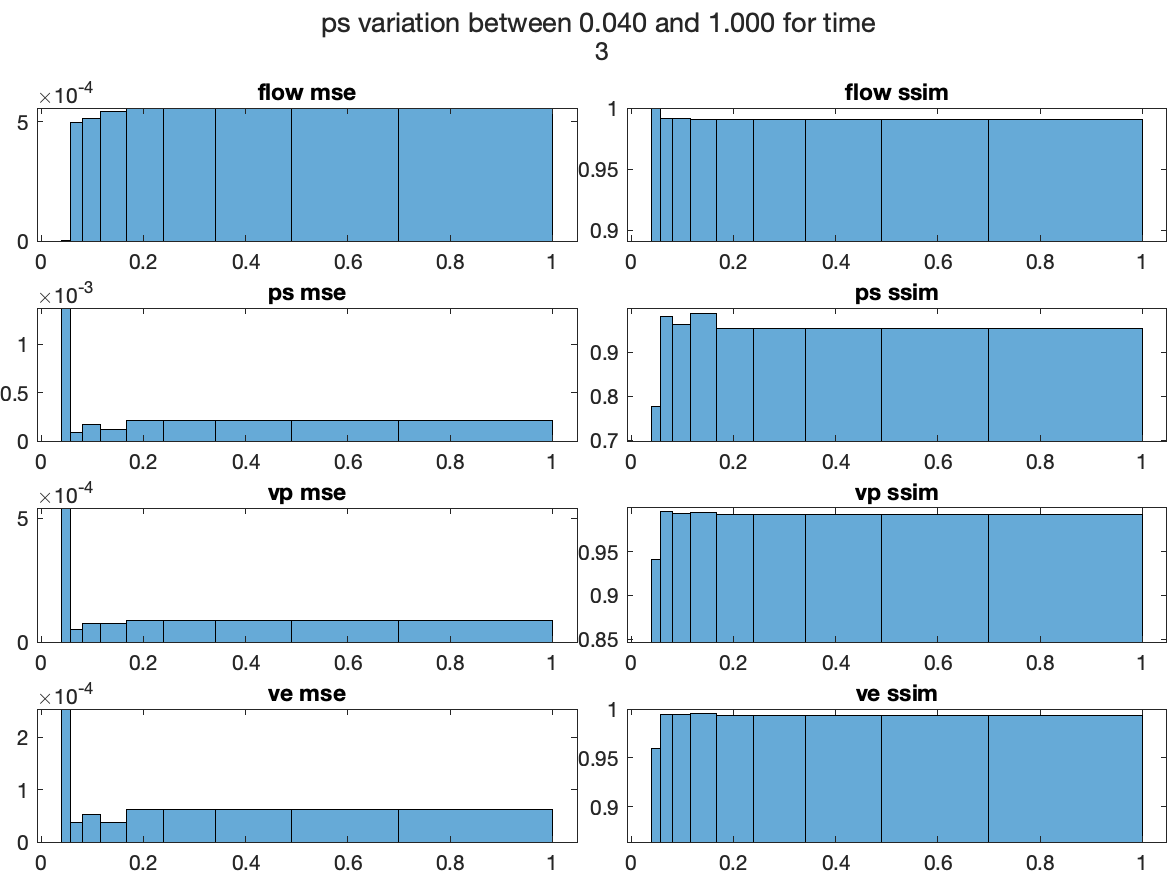 ps variation between 0.040 and 1.000 for time
3
×10-4
flow mse
5
0
0 0.2 0.4 0.6 0.8 1
flow ssim
1
0.95
0.9
0 0.2 0.4 0.6 0.8 1
×10-3
ps mse
1
0.5
0
0 0.2 0.4 0.6 0.8 1
ps ssim
0.9
0.8
0.7
0 0.2 0.4 0.6 0.8 1
×10-4
vp mse
5
0
0 0.2 0.4 0.6 0.8 1
vp ssim
0.95
0.9
0.85
0 0.2 0.4 0.6 0.8 1
×10-4
ve mse
2
1
0
0 0.2 0.4 0.6 0.8 1
ve ssim
1
0.95
0.9
0 0.2 0.4 0.6 0.8 1